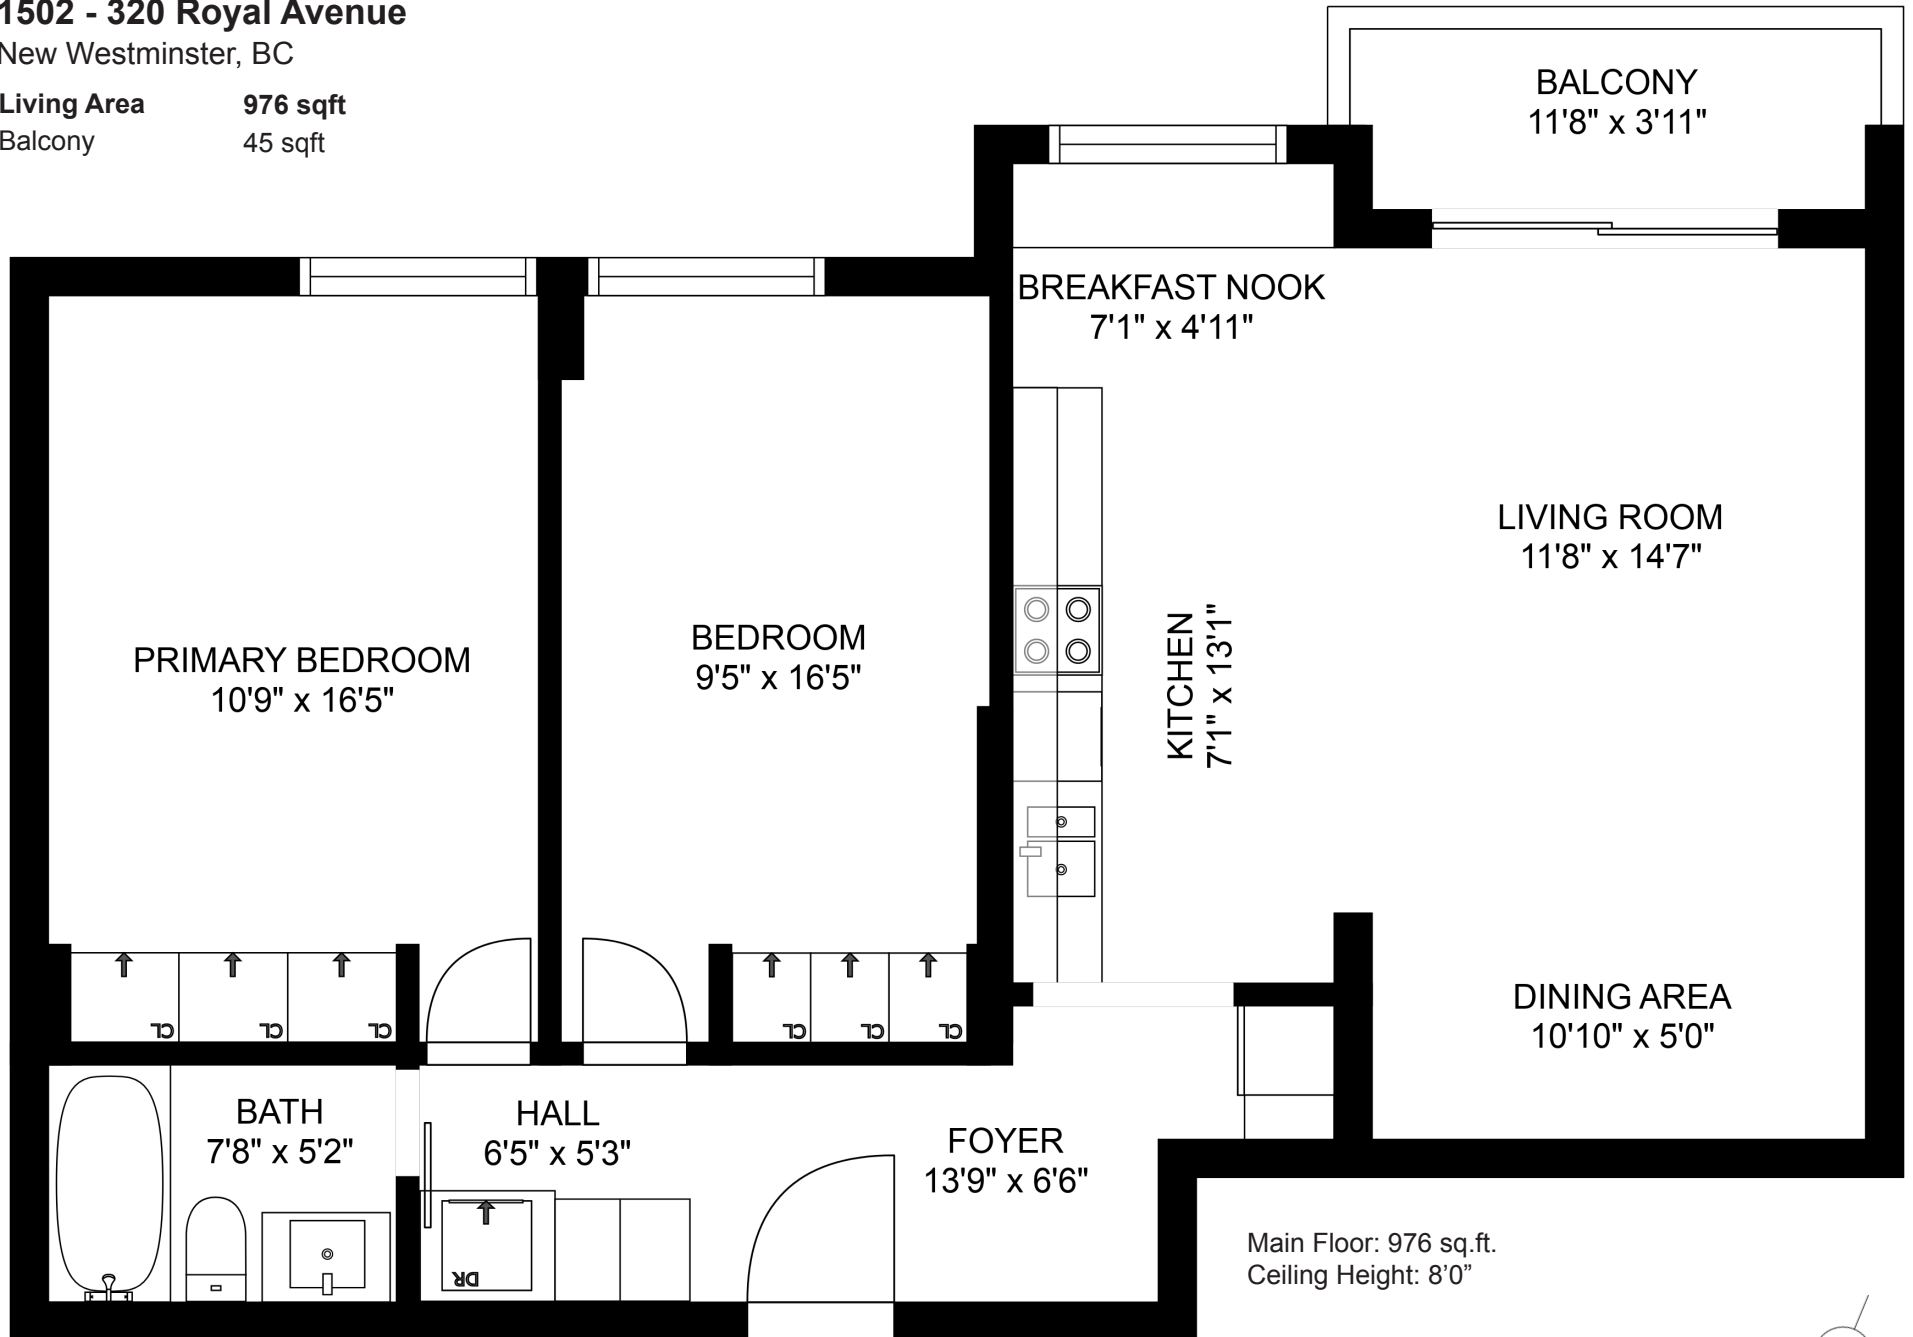 1502 - 320 Royal Avenue
New Westminster, BC
Living Area 976 sqft
Balcony 45 sqft
BALCONY
11'8" x 3'11"
BREAKFAST NOOK
7'1" x 4'11"
LIVING ROOM
11'8" x 14'7"
KITCHEN
7'1" x 13'1"
BEDROOM
9'5" x 16'5"
PRIMARY BEDROOM
10'9" x 16'5"
DINING AREA
10'10" x 5'0"
CL CL CL CL CL CL
BATH
7'8" x 5'2"
HALL
6'5" x 5'3"
FOYER
13'9" x 6'6"
DR
Main Floor: 976 sq.ft.
Ceiling Height: 8’0”